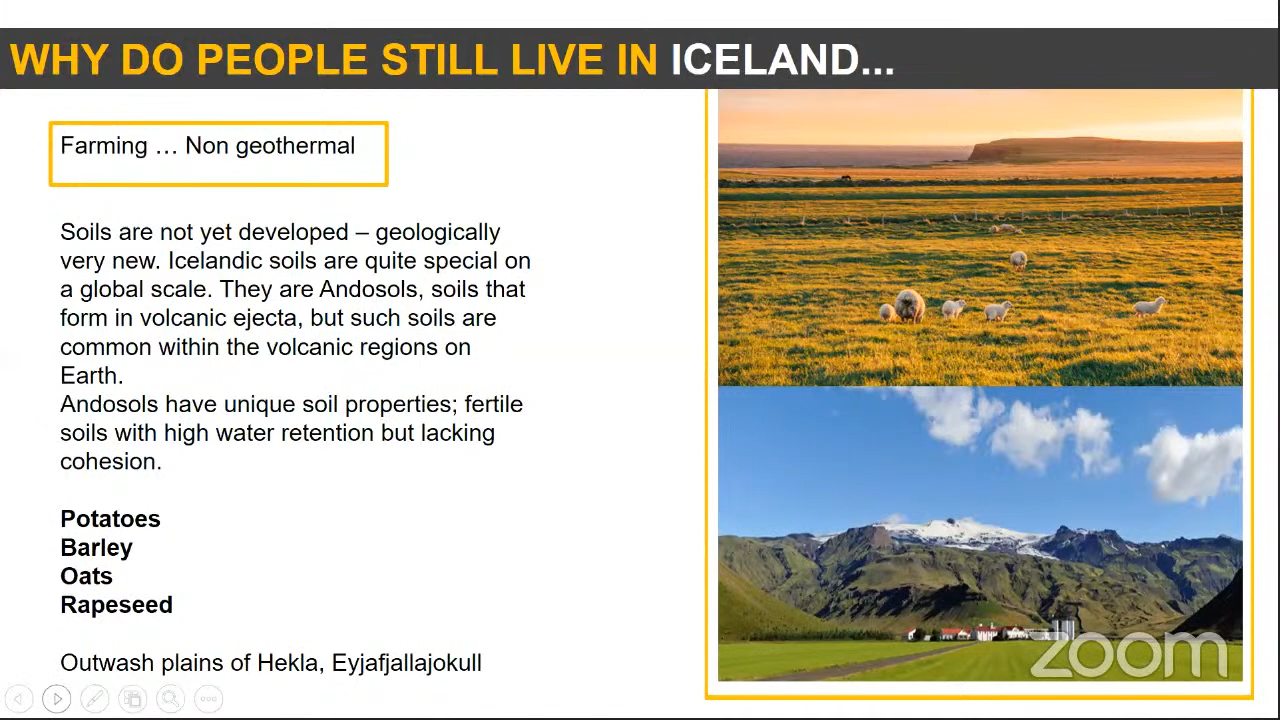 WHY DO PEOPLE STILL LIVE IN ICELAND...
Farming … Non geothermal
Soils are not yet developed – geologically
very new. Icelandic soils are quite special on
a global scale. They are Andosols, soils that
form in volcanic ejecta, but such soils are
common within the volcanic regions on
Earth.
Andosols have unique soil properties; fertile
soils with high water retention but lacking
cohesion.
Potatoes
Barley
Oats
Rapeseed
Outwash plains of Hekla, Eyjafjallajokull
zoom